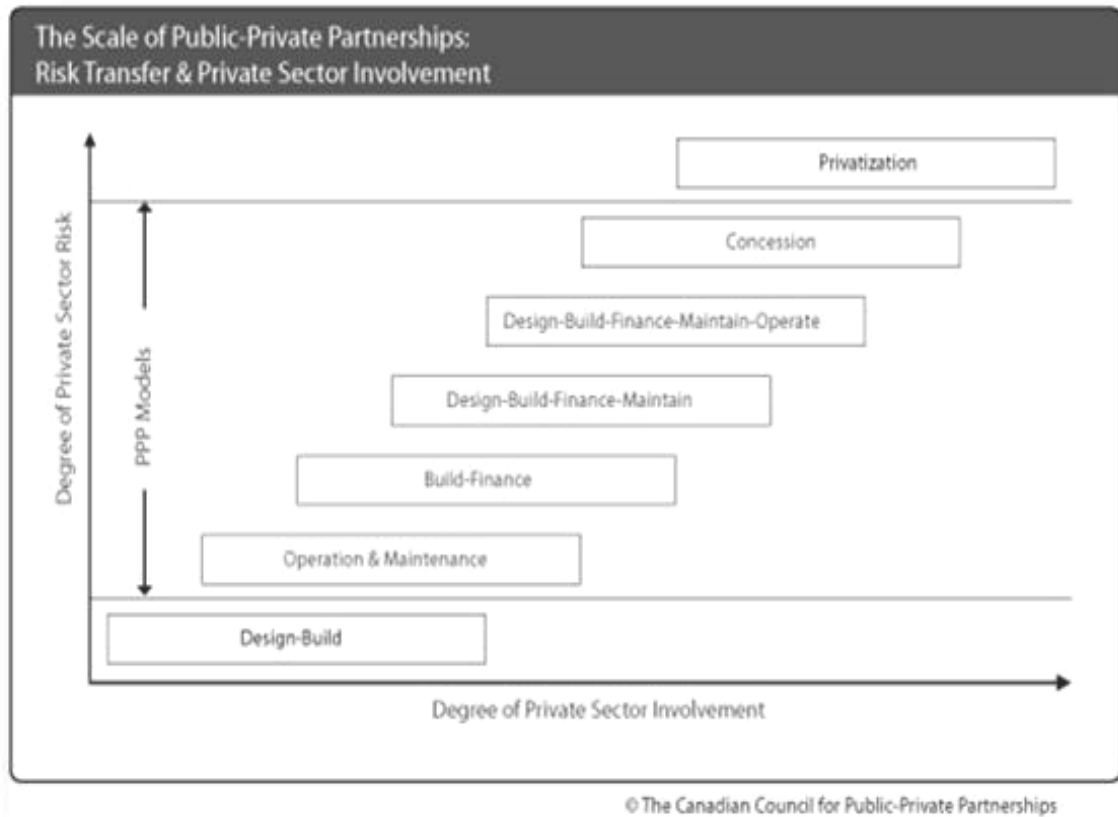 The Scale of Public-Private Partnerships:
Risk Transfer & Private Sector Involvement
Privatization
Concession
Design-Build-Finance-Maintain-Operate
Design-Build-Finance-Maintain
Build-Finance
Operation & Maintenance
Design-Build
Degree of Private Sector Risk
PPP Models
Degree of Private Sector Involvement
© The Canadian Council for Public-Private Partnerships